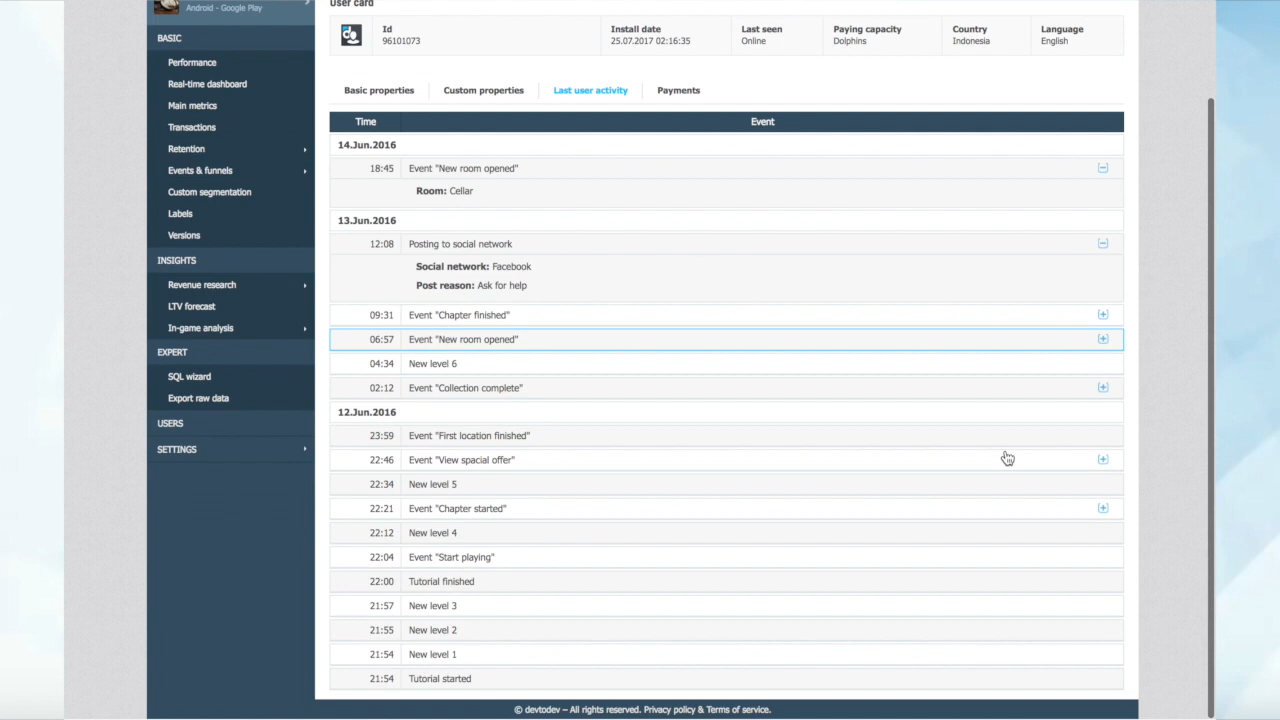 Android - Google Play
User card
Id
96101073
Install date
25.07.2017 02:16:35
Last seen
Online
Paying capacity
Dolphins
Country
Indonesia
Language
English
BASIC
Performance
Real-time dashboard
Main metrics
Transactions
Retention
Events & funnels
Custom segmentation
Labels
Versions
INSIGHTS
Revenue research
LTV forecast
In-game analysis
EXPERT
SQL wizard
Export raw data
USERS
SETTINGS
Basic properties
Custom properties
Last user activity
Payments
Time Event
14.Jun.2016
18:45 Event "New room opened"
Room: Cellar
13.Jun.2016
12:08 Posting to social network
Social network: Facebook
Post reason: Ask for help
09:31 Event "Chapter finished"
06:57 Event "New room opened"
04:34 New level 6
02:12 Event "Collection complete"
12.Jun.2016
23:59 Event "First location finished"
22:46 Event "View spacial offer"
22:34 New level 5
22:21 Event "Chapter started"
22:12 New level 4
22:04 Event "Start playing"
22:00 Tutorial finished
21:57 New level 3
21:55 New level 2
21:54 New level 1
21:54 Tutorial started
© devtodev – All rights reserved. Privacy policy & Terms of service.